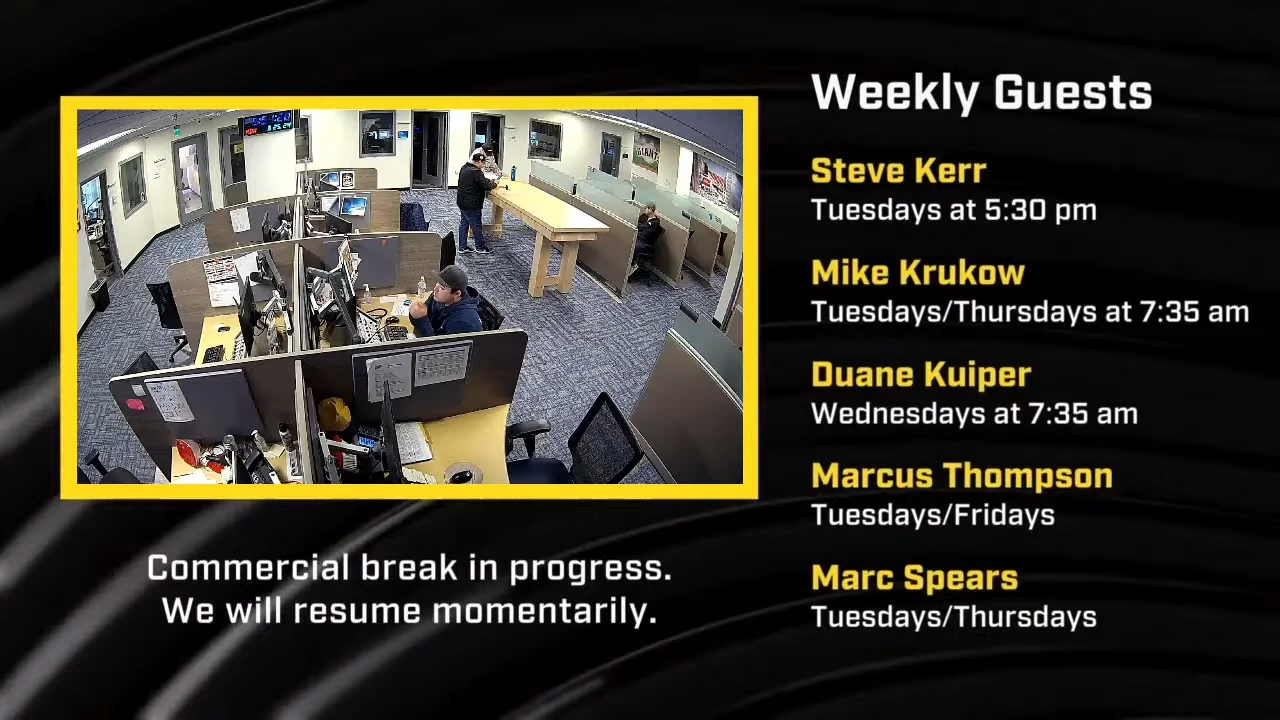 Weekly Guests
Steve Kerr
Tuesdays at 5:30 pm
Mike Krukow
Tuesdays/Thursdays at 7:35 am
Duane Kuiper
Wednesdays at 7:35 am
Marcus Thompson
Tuesdays/Fridays
Marc Spears
Tuesdays/Thursdays
Commercial break in progress.
We will resume momentarily.